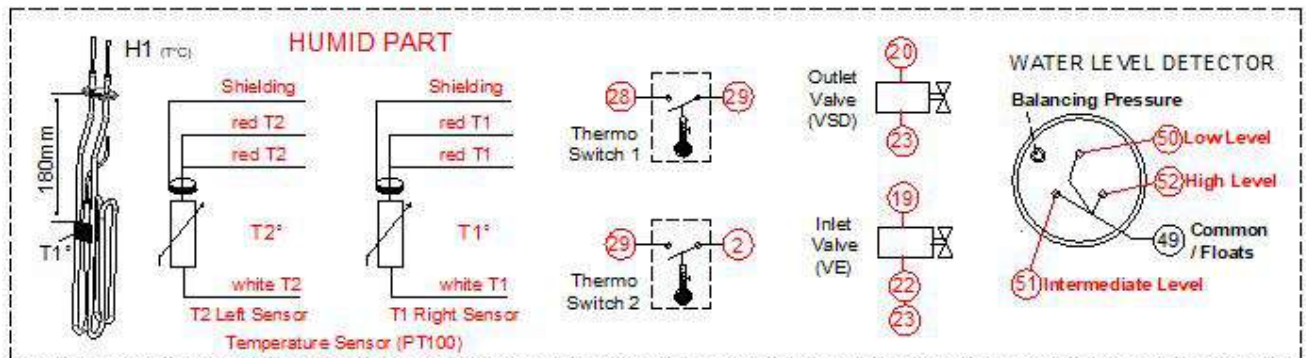 H1 (T°C)
HUMID PART
180mm
T1°
Shielding
red T2
red T2
T2°
white T2
T2 Left Sensor
Shielding
red T1
red T1
T1°
white T1
T1 Right Sensor
Temperature Sensor (PT100)
28
29
Thermo
Switch 1
29
2
Thermo
Switch 2
20
Outlet
Valve
(VSD)
23
19
Inlet
Valve
(VE)
22
23
WATER LEVEL DETECTOR
Balancing Pressure
50 Low Level
52 High Level
49 Common
/ Floats
51 Intermediate Level